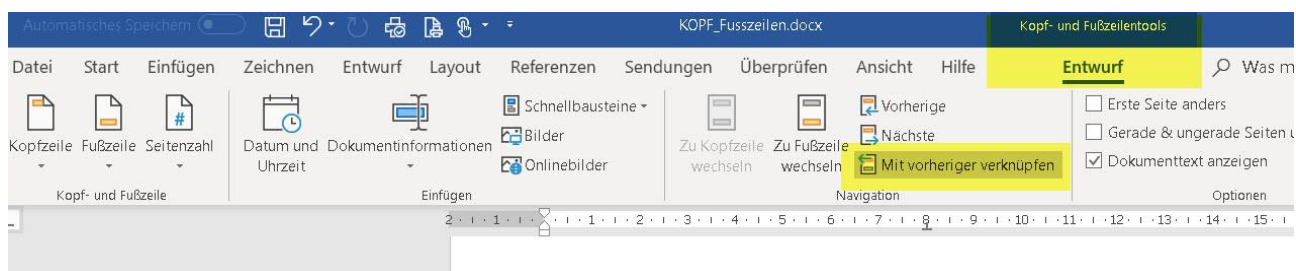 Automatisches Speichern KOPF_Fusszeilen.docx Kopf- und Fußzeilentools
Datei Start Einfügen Zeichnen Entwurf Layout Referenzen Sendungen Überprüfen Ansicht Hilfe Entwurf Was
Kopfzeile Fußzeile Seitenzahl
Datum und Uhrzeit
Dokumentinformationen
Schnellbausteine
Bilder
Onlinebilder
Zu Kopfzeile wechseln
Zu Fußzeile wechseln
Vorherige
Nächste
Mit vorheriger verknüpfen
Erste Seite anders
Gerade & ungerade Seiten
Dokumenttext anzeigen
Kopf- und Fußzeile Einfügen Navigation Optionen
2 1 1 2 3 4 5 6 7 8 9 10 11 12 13 14 15